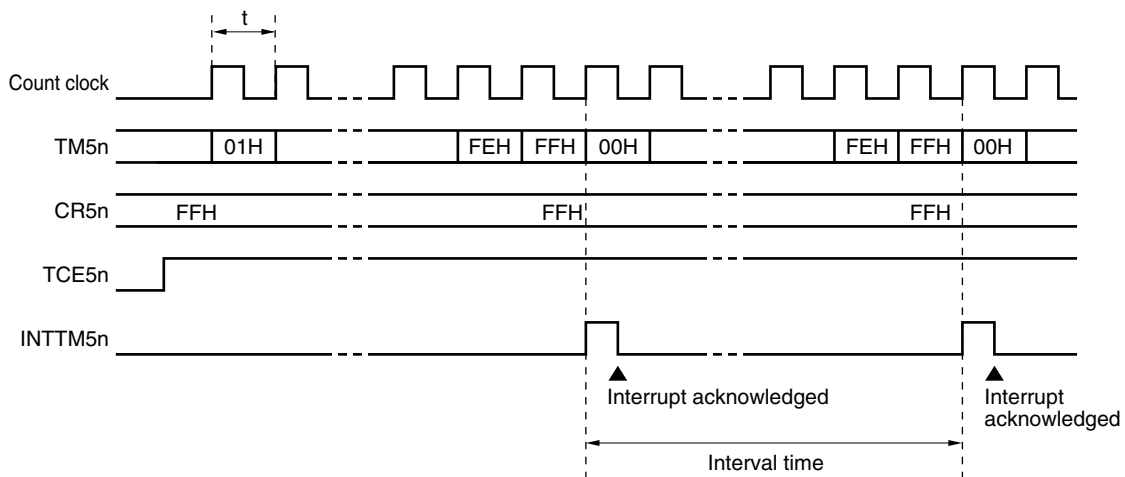 t
Count clock
TM5n 01H FEH FFH 00H FEH FFH 00H
CR5n FFH FFH FFH
TCE5n
INTTM5n
Interrupt acknowledged
Interrupt
acknowledged
Interval time